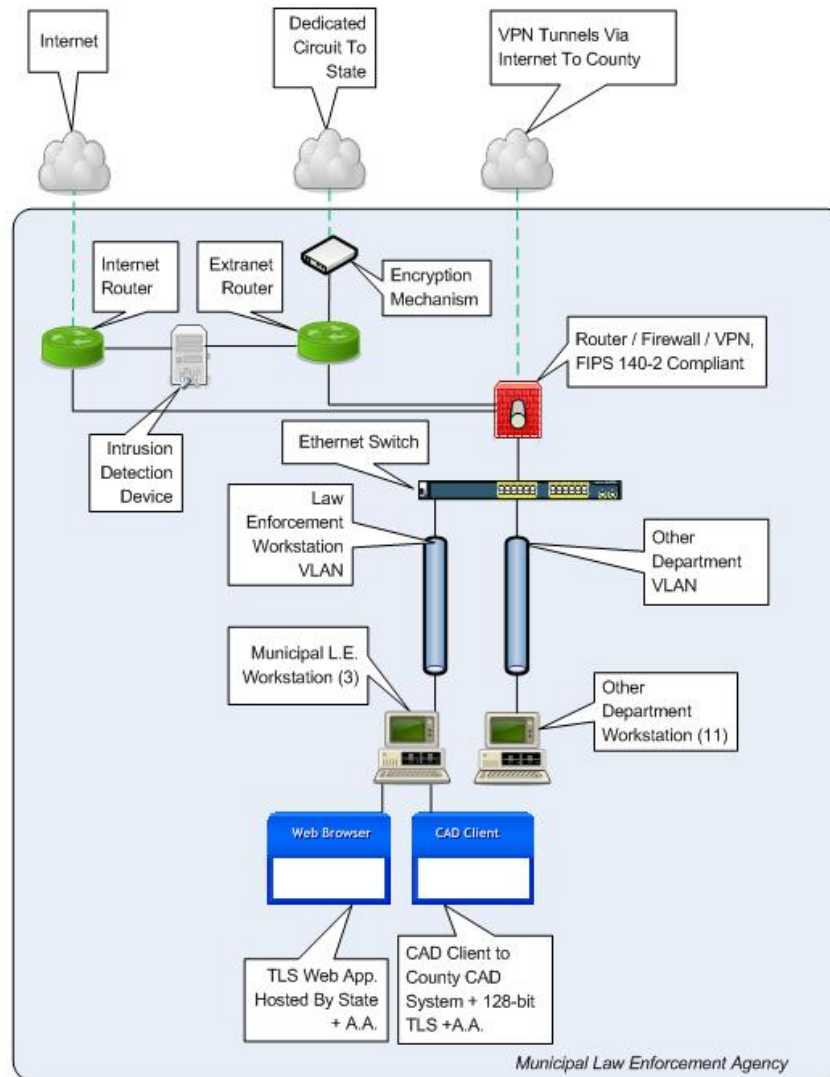 Internet
Dedicated
Circuit To
State
VPN Tunnels Via
Internet To County
Internet
Router
Extranet
Router
Encryption
Mechanism
Router / Firewall / VPN,
FIPS 140-2 Compliant
Intrusion
Detection
Device
Ethernet Switch
Law
Enforcement
Workstation
VLAN
Other
Department
VLAN
Municipal L.E.
Workstation (3)
Other
Department
Workstation (11)
Web Browser
CAD Client
TLS Web App.
Hosted By State
+ A.A.
CAD Client to
County CAD
System + 128-bit
TLS +A.A.
Municipal Law Enforcement Agency